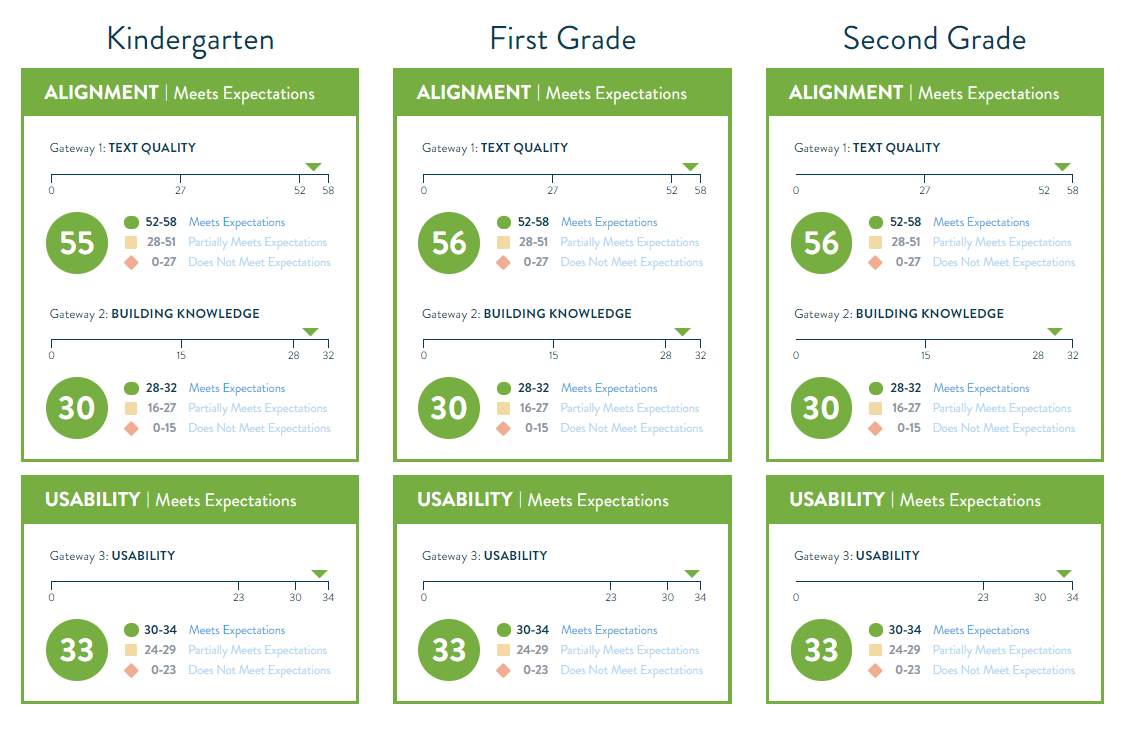 Kindergarten
ALIGNMENT | Meets Expectations
Gateway 1: TEXT QUALITY
0 27 52 58
55
52-58 Meets Expectations
28-51 Partially Meets Expectations
0-27 Does Not Meet Expectations
Gateway 2: BUILDING KNOWLEDGE
0 15 28 32
30
28-32 Meets Expectations
16-27 Partially Meets Expectations
0-15 Does Not Meet Expectations
USABILITY | Meets Expectations
Gateway 3: USABILITY
0 23 30 34
33
30-34 Meets Expectations
24-29 Partially Meets Expectations
0-23 Does Not Meet Expectations
First Grade
ALIGNMENT | Meets Expectations
Gateway 1: TEXT QUALITY
0 27 52 58
56
52-58 Meets Expectations
28-51 Partially Meets Expectations
0-27 Does Not Meet Expectations
Gateway 2: BUILDING KNOWLEDGE
0 15 28 32
30
28-32 Meets Expectations
16-27 Partially Meets Expectations
0-15 Does Not Meet Expectations
USABILITY | Meets Expectations
Gateway 3: USABILITY
0 23 30 34
33
30-34 Meets Expectations
24-29 Partially Meets Expectations
0-23 Does Not Meet Expectations
Second Grade
ALIGNMENT | Meets Expectations
Gateway 1: TEXT QUALITY
0 27 52 58
56
52-58 Meets Expectations
28-51 Partially Meets Expectations
0-27 Does Not Meet Expectations
Gateway 2: BUILDING KNOWLEDGE
0 15 28 32
30
28-32 Meets Expectations
16-27 Partially Meets Expectations
0-15 Does Not Meet Expectations
USABILITY | Meets Expectations
Gateway 3: USABILITY
0 23 30 34
33
30-34 Meets Expectations
24-29 Partially Meets Expectations
0-23 Does Not Meet Expectations